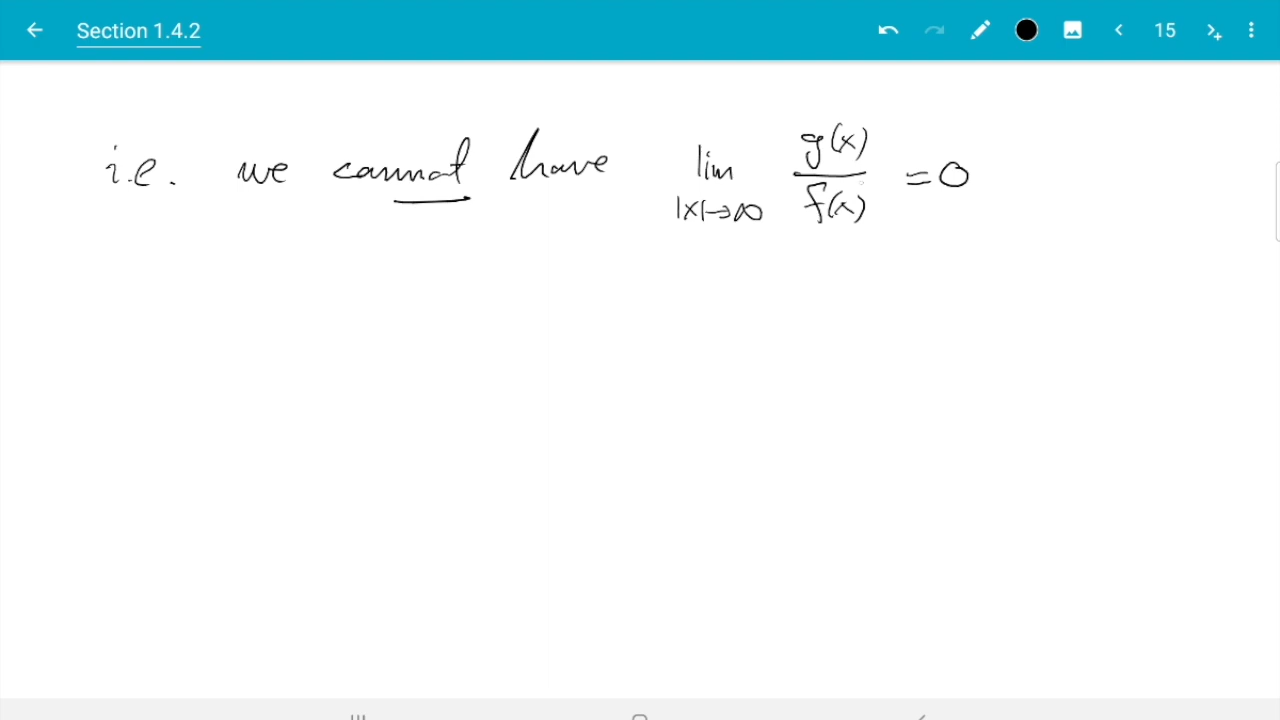 Section 1.4.2
15
i.e. we cannot have lim |x|→∞ g(x)/f(x) = 0